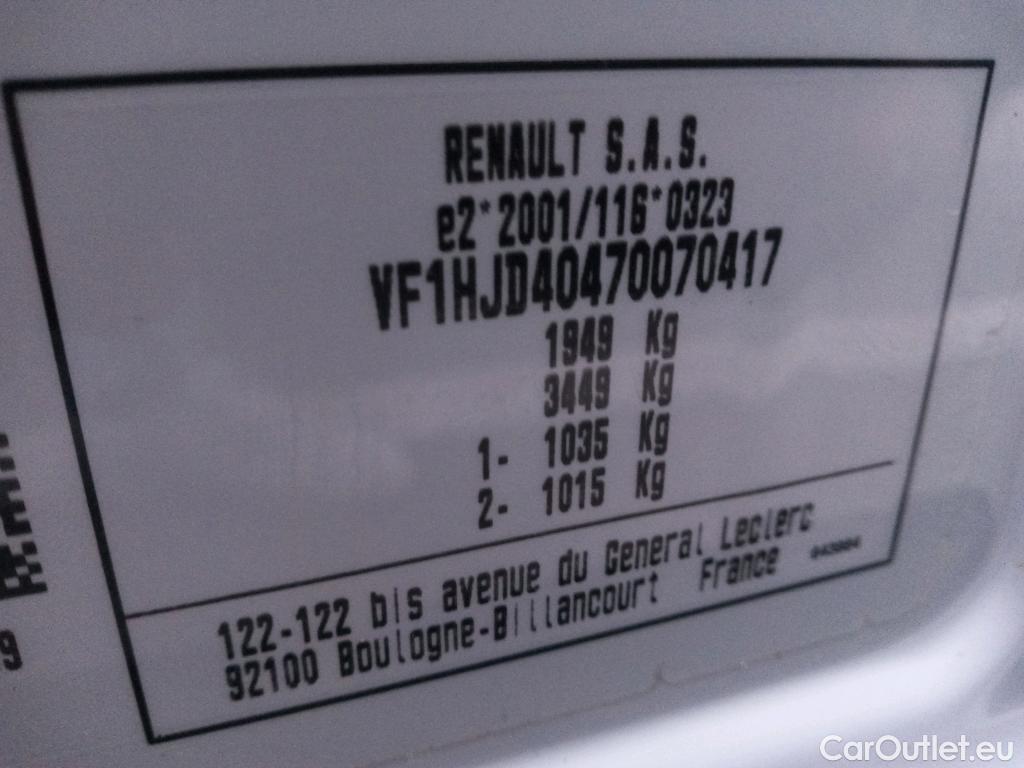 RENAULT S.A.S.
e2*2001/116*0323
VF1HJD40470070417
1949 Kg
3449 Kg
1- 1035 Kg
2- 1015 Kg
122-122 bis avenue du General Leclerc
92100 Boulogne-Billancourt France
9
CarOutlet.eu